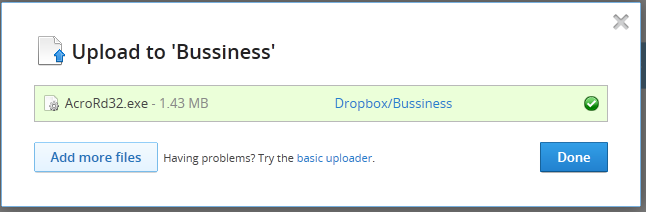 Upload to 'Bussiness'
AcroRd32.exe - 1.43 MB Dropbox/Bussiness
Add more files Having problems? Try the basic uploader. Done